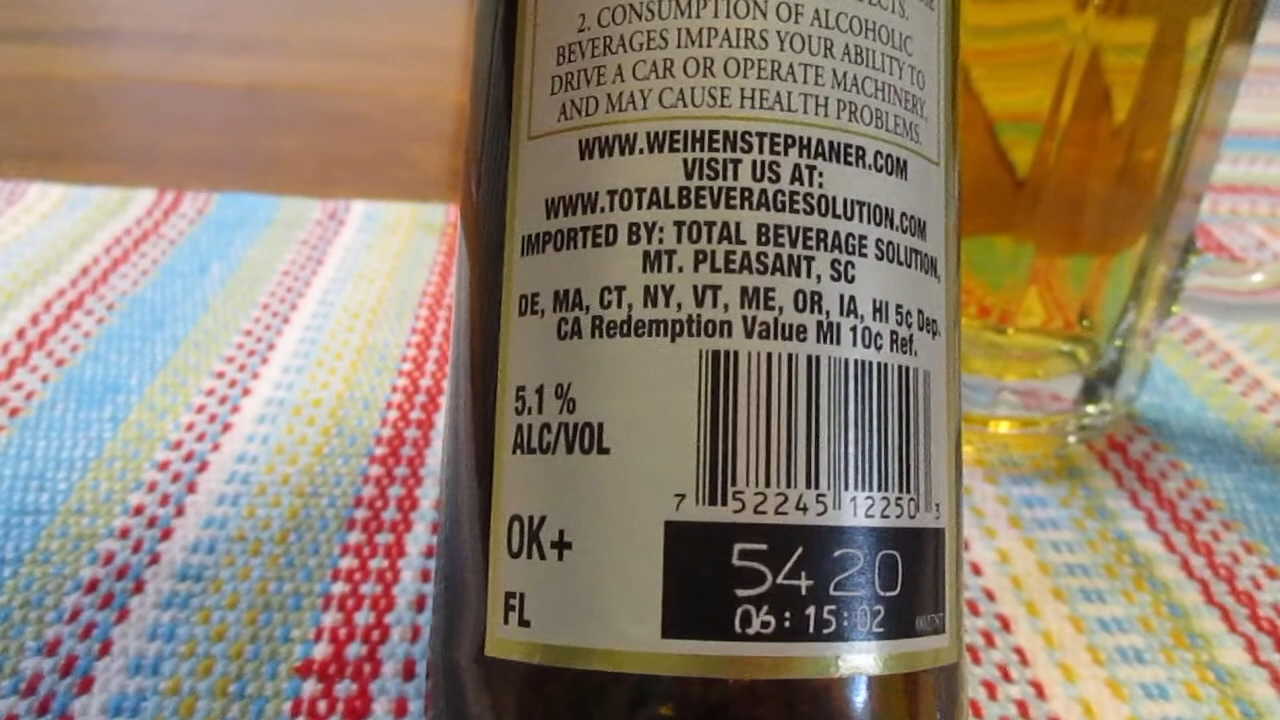 2. CONSUMPTION OF ALCOHOLIC
BEVERAGES IMPAIRS YOUR ABILITY TO
DRIVE A CAR OR OPERATE MACHINERY,
AND MAY CAUSE HEALTH PROBLEMS.
WWW.WEIHENSTEPHANER.COM
VISIT US AT:
WWW.TOTALBEVERAGESOLUTION.COM
IMPORTED BY: TOTAL BEVERAGE SOLUTION,
MT. PLEASANT, SC
DE, MA, CT, NY, VT, ME, OR, IA, HI 5¢ Dep.
CA Redemption Value MI 10¢ Ref.
5.1 %
ALC/VOL
7 52245 12250 3
OK+
FL
5420
06:15:02